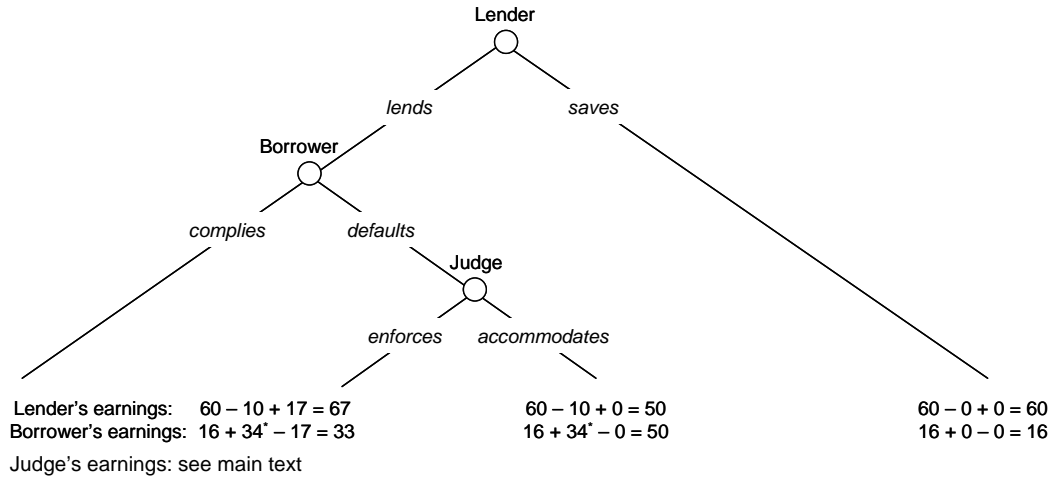 Lender
lends saves
Borrower
complies defaults
Judge
enforces accommodates
Lender's earnings: 60 – 10 + 17 = 67 60 – 10 + 0 = 50 60 – 0 + 0 = 60
Borrower's earnings: 16 + 34* – 17 = 33 16 + 34* – 0 = 50 16 + 0 – 0 = 16
Judge's earnings: see main text